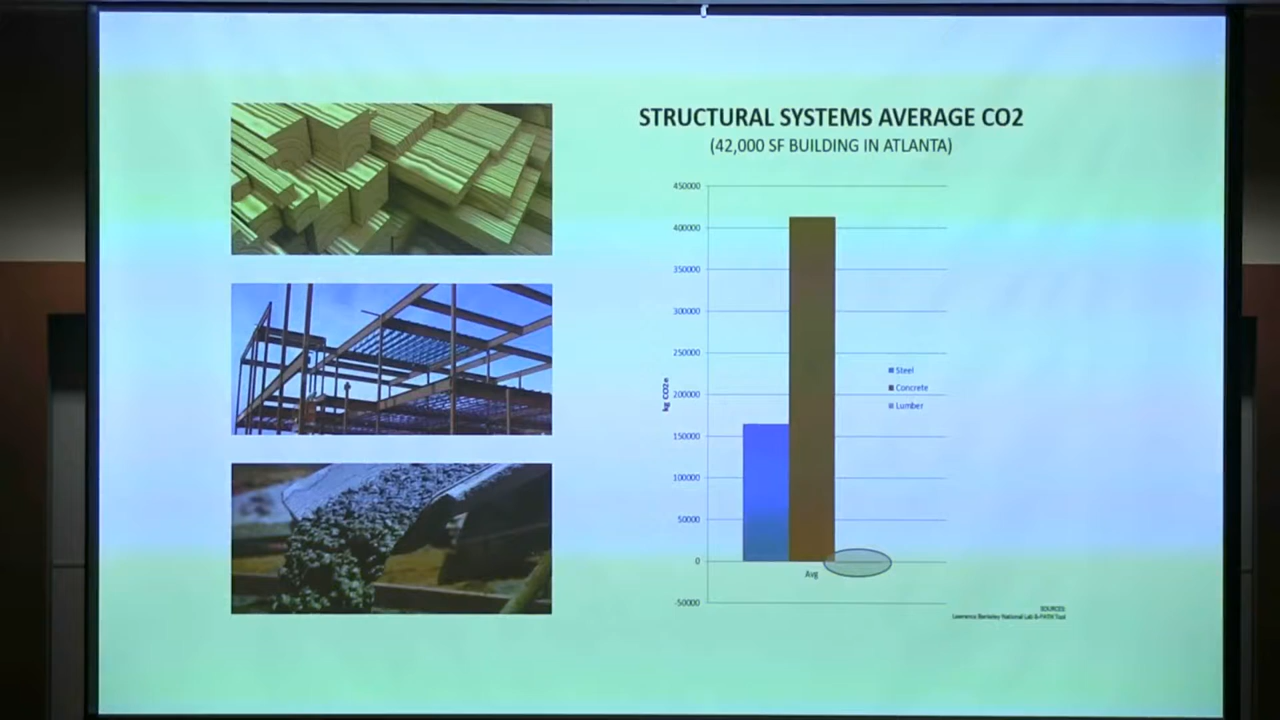 STRUCTURAL SYSTEMS AVERAGE CO2
(42,000 SF BUILDING IN ATLANTA)
450000
400000
350000
300000
250000
200000
150000
100000
50000
0
-50000
kg CO2e
Avg
Steel
Concrete
Lumber
SOURCES:
Lawrence Berkeley National Lab & PATH Tool